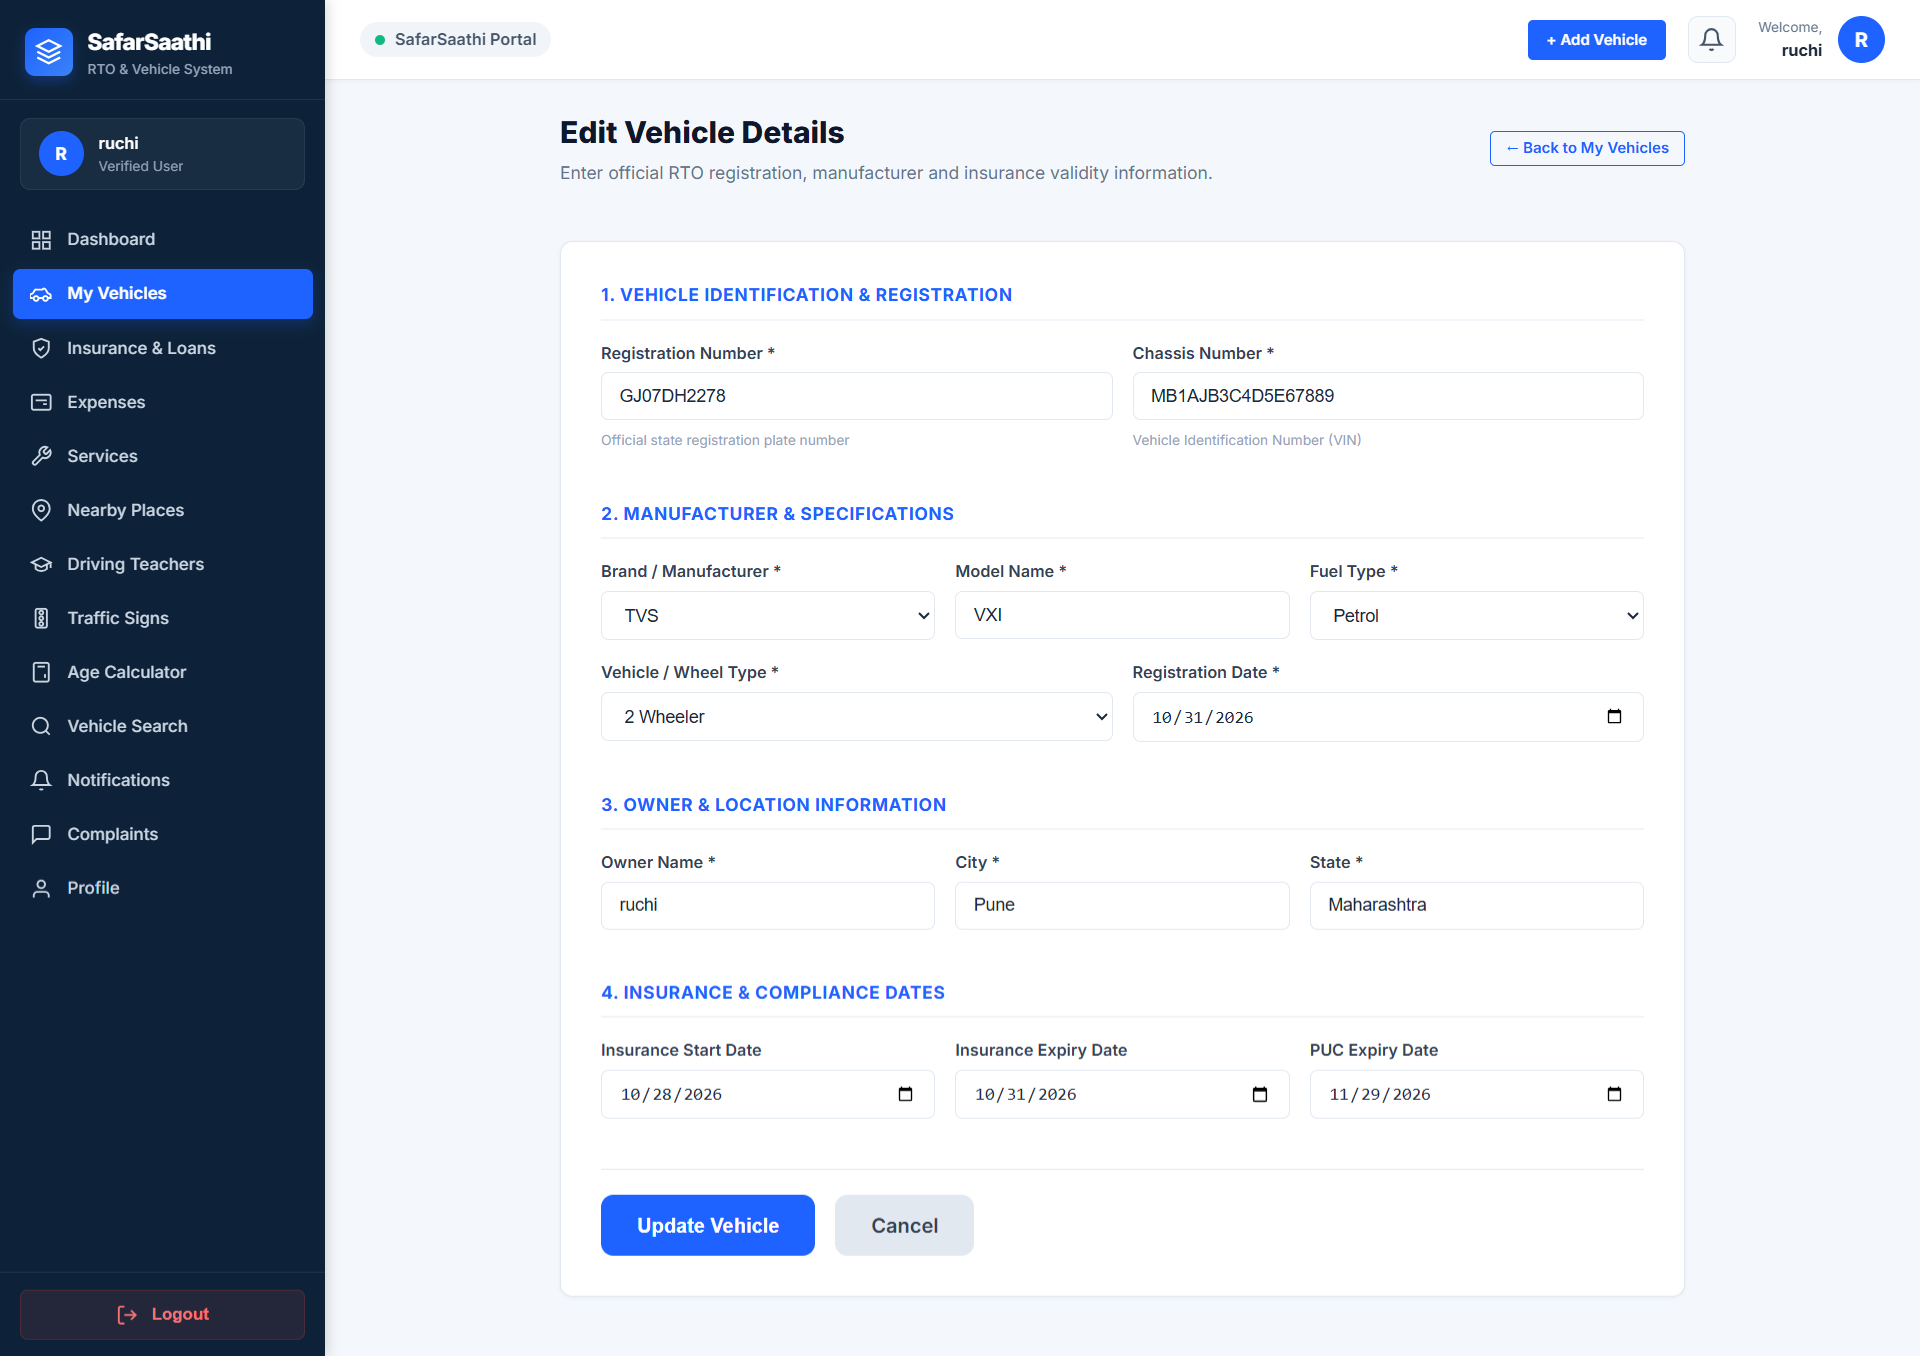 SafarSaathi
RTO & Vehicle System
R
ruchi
Verified User
Dashboard
My Vehicles
Insurance & Loans
Expenses
Services
Nearby Places
Driving Teachers
Traffic Signs
Age Calculator
Vehicle Search
Notifications
Complaints
Profile
Logout
SafarSaathi Portal
+ Add Vehicle
Welcome,
ruchi
R
Edit Vehicle Details
Enter official RTO registration, manufacturer and insurance validity information.
← Back to My Vehicles
1. VEHICLE IDENTIFICATION & REGISTRATION
Registration Number *
Chassis Number *
GJ07DH2278
MB1AJB3C4D5E67889
Official state registration plate number
Vehicle Identification Number (VIN)
2. MANUFACTURER & SPECIFICATIONS
Brand / Manufacturer *
Model Name *
Fuel Type *
TVS
VXI
Petrol
Vehicle / Wheel Type *
Registration Date *
2 Wheeler
10/31/2026
3. OWNER & LOCATION INFORMATION
Owner Name *
City *
State *
ruchi
Pune
Maharashtra
4. INSURANCE & COMPLIANCE DATES
Insurance Start Date
Insurance Expiry Date
PUC Expiry Date
10/28/2026
10/31/2026
11/29/2026
Update Vehicle
Cancel